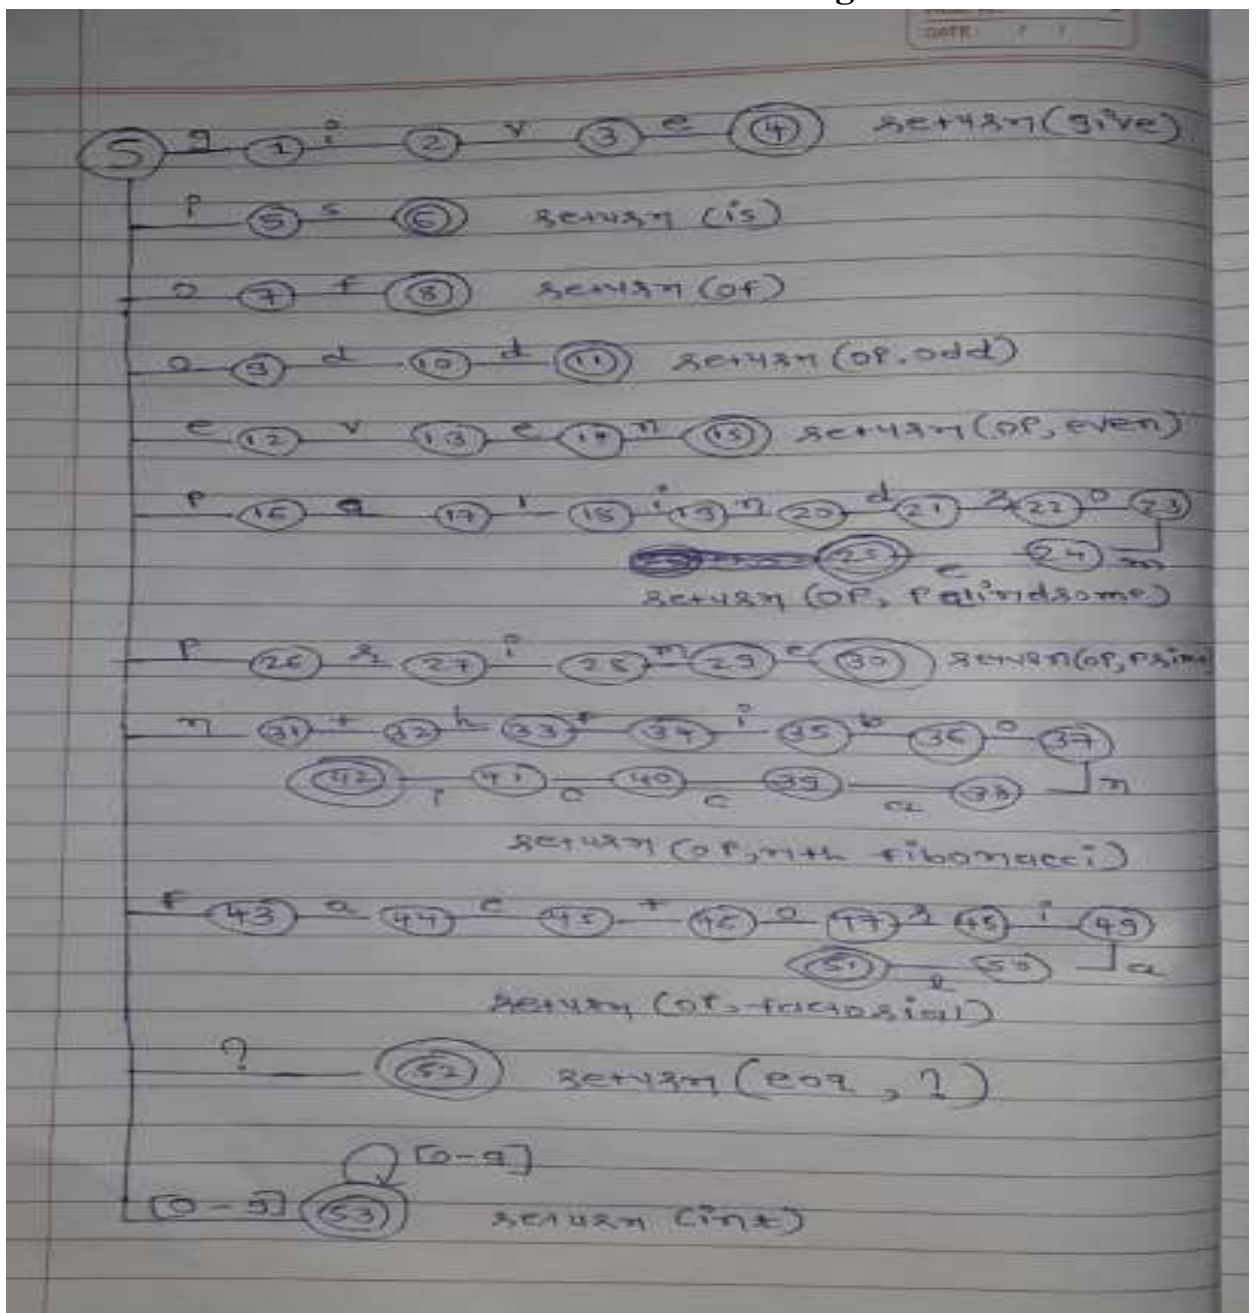 DATE / /
S g 1 i 2 v 3 e 4 return(give)
i 5 s 6 return (is)
o 7 f 8 return (of)
o 9 d 10 d 11 return (op, odd)
e 12 v 13 e 14 n 15 return (op, even)
p 16 a 17 l 18 i 19 n 20 d 21 r 22 o 23
25 e 24 m
return (op, palindrome)
p 26 r 27 i 28 m 29 e 30 return(op, prime)
n 31 t 32 h 33 f 34 i 35 b 36 o 37
42 i 41 c 40 c 39 a 38 n
return (op, nth fibonacci)
f 43 a 44 c 45 t 46 o 47 r 48 i 49
51 l 50 a
return (op, factorial)
? 52 return (eoq, ?)
[0-9]
[0-9] 53 return (int)